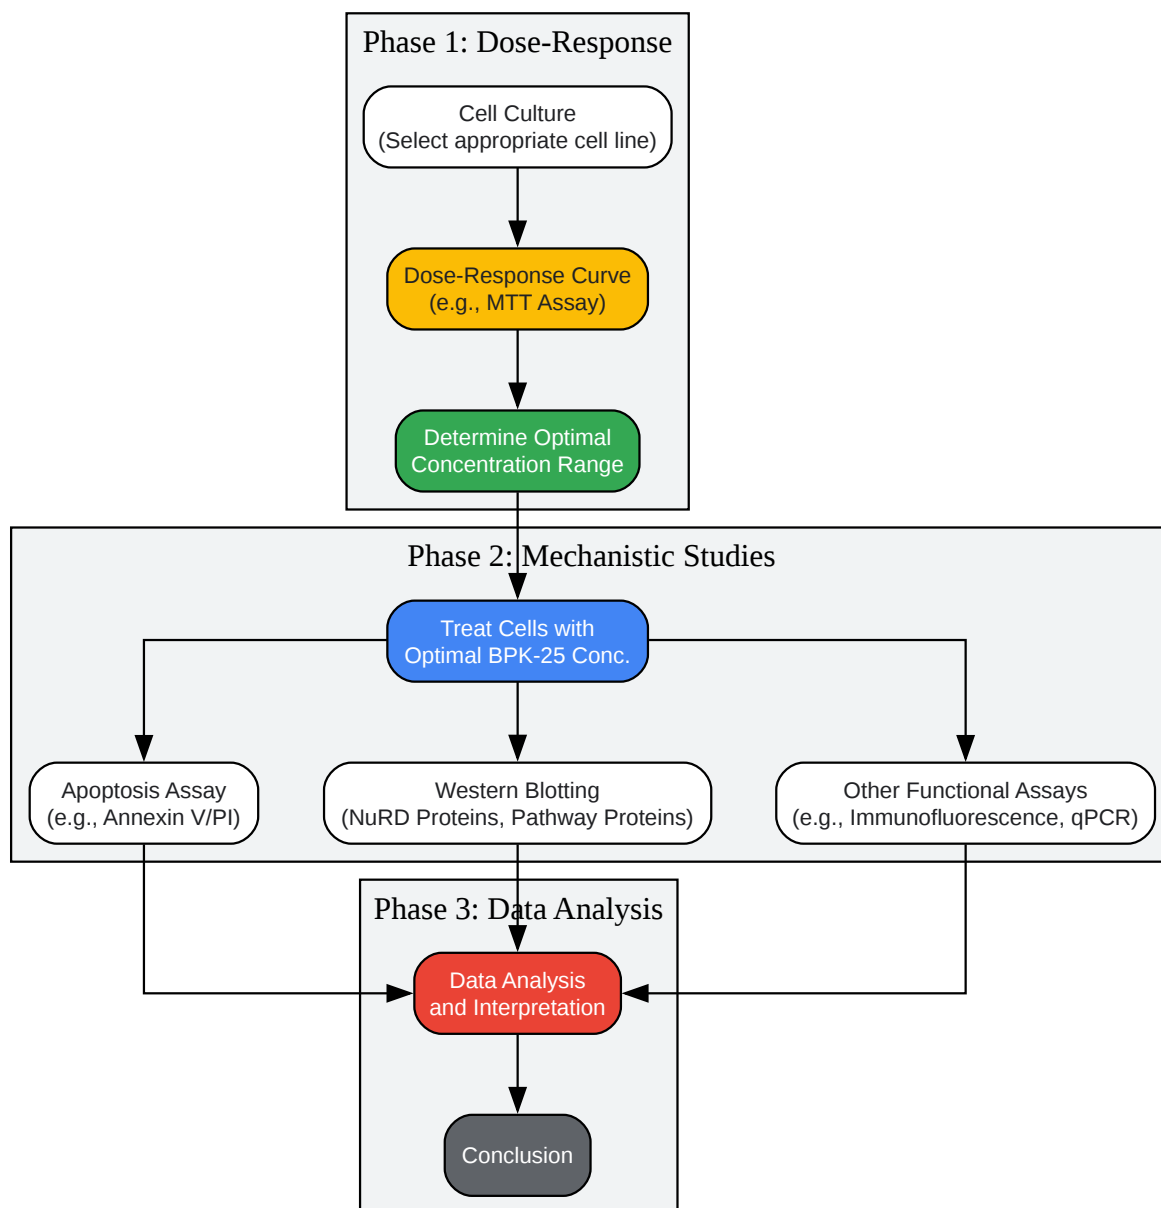 Phase 1: Dose-Response
Cell Culture
(Select appropriate cell line)
Dose-Response Curve
(e.g., MTT Assay)
Determine Optimal
Concentration Range
Phase 2: Mechanistic Studies
Treat Cells with
Optimal BPK-25 Conc.
Apoptosis Assay
(e.g., Annexin V/PI)
Western Blotting
(NuRD Proteins, Pathway Proteins)
Other Functional Assays
(e.g., Immunofluorescence, qPCR)
Phase 3: Data Analysis
Data Analysis
and Interpretation
Conclusion